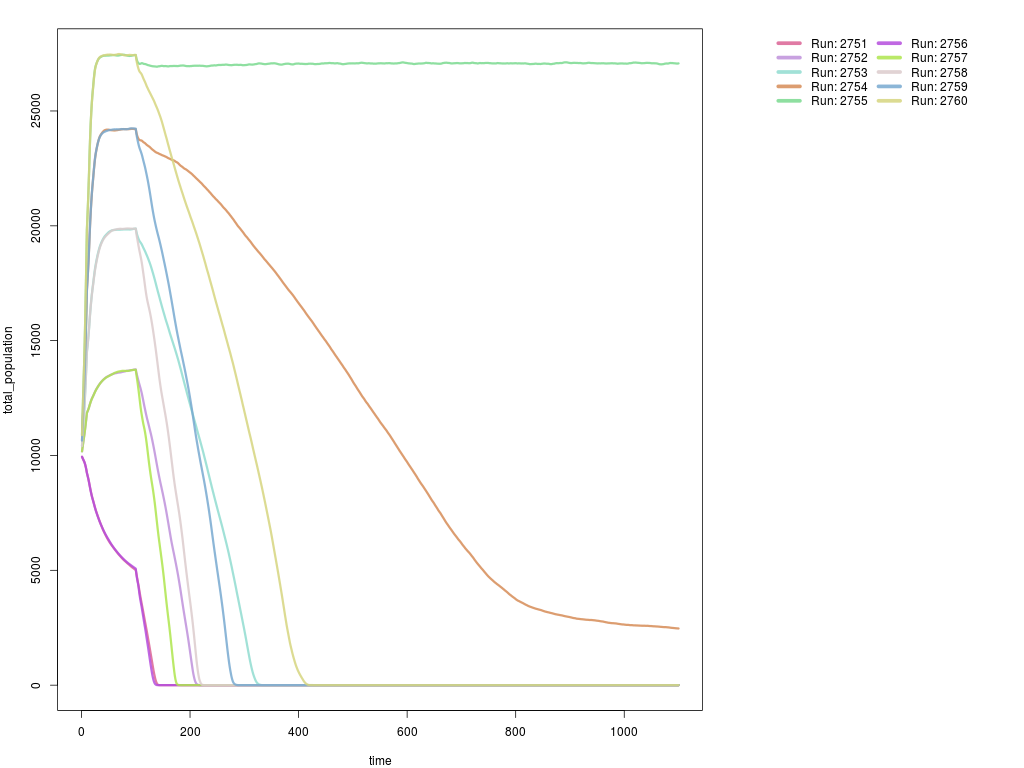 Run: 2751 Run: 2756
Run: 2752 Run: 2757
Run: 2753 Run: 2758
Run: 2754 Run: 2759
Run: 2755 Run: 2760
total_population
25000
20000
15000
10000
5000
0
0 200 400 600 800 1000
time